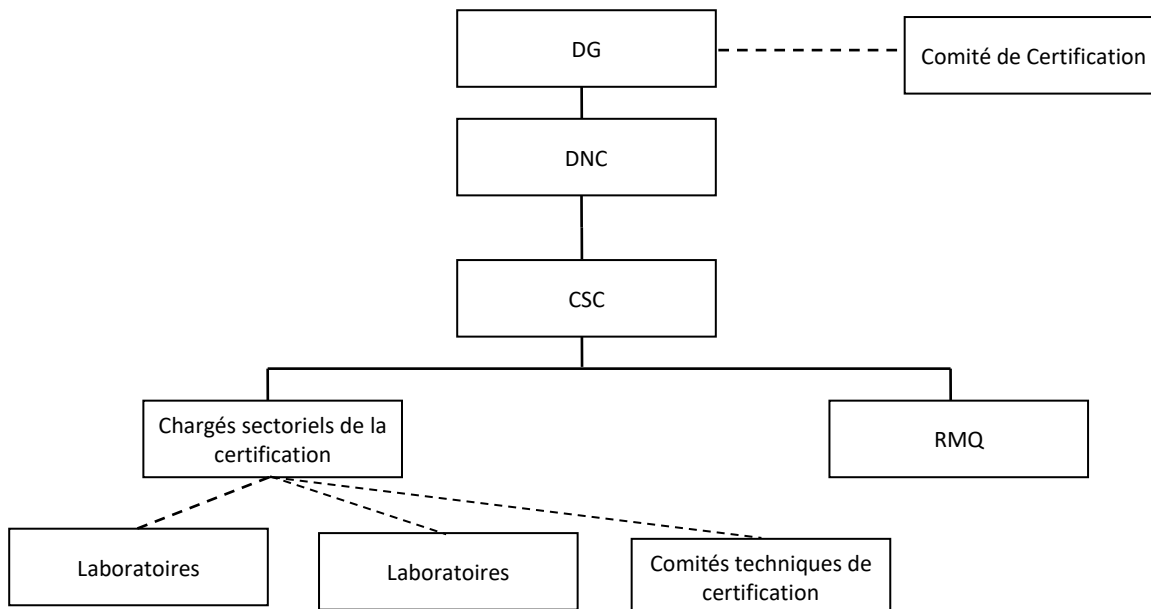 DG
Comité de Certification
DNC
CSC
Chargés sectoriels de la
certification
RMQ
Laboratoires
Laboratoires
Comités techniques de
certification